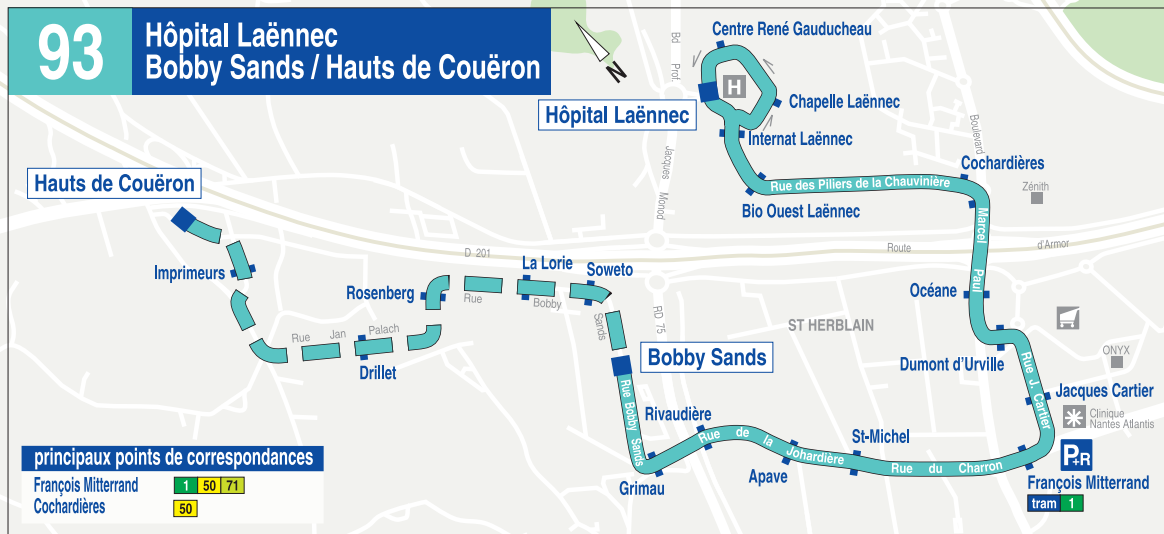 93
Hôpital Laënnec
Bobby Sands / Hauts de Couëron
N
Bd
Prof.
Jacques
Monod
Centre René Gauducheau
H
Hôpital Laënnec
Chapelle Laënnec
Internat Laënnec
Boulevard
Cochardières
Rue des Piliers de la Chauvinière
Zénith
Bio Ouest Laënnec
Marcel
Paul
Hauts de Couëron
Route
d'Armor
D 201
La Lorie
Soweto
Imprimeurs
Rosenberg
Rue
Bobby
Sands
Océane
RD 75
ST HERBLAIN
Rue
Jan
Palach
Drillet
Bobby Sands
Dumont d'Urville
ONYX
Rue J. Cartier
Jacques Cartier
Rue Bobby Sands
Rivaudière
Clinique
Nantes Atlantis
Rue de la
Johardière
St-Michel
Rue du Charron
P+R
Apave
Grimau
François Mitterrand
tram 1
principaux points de correspondances
François Mitterrand 1 50 71
Cochardières 50